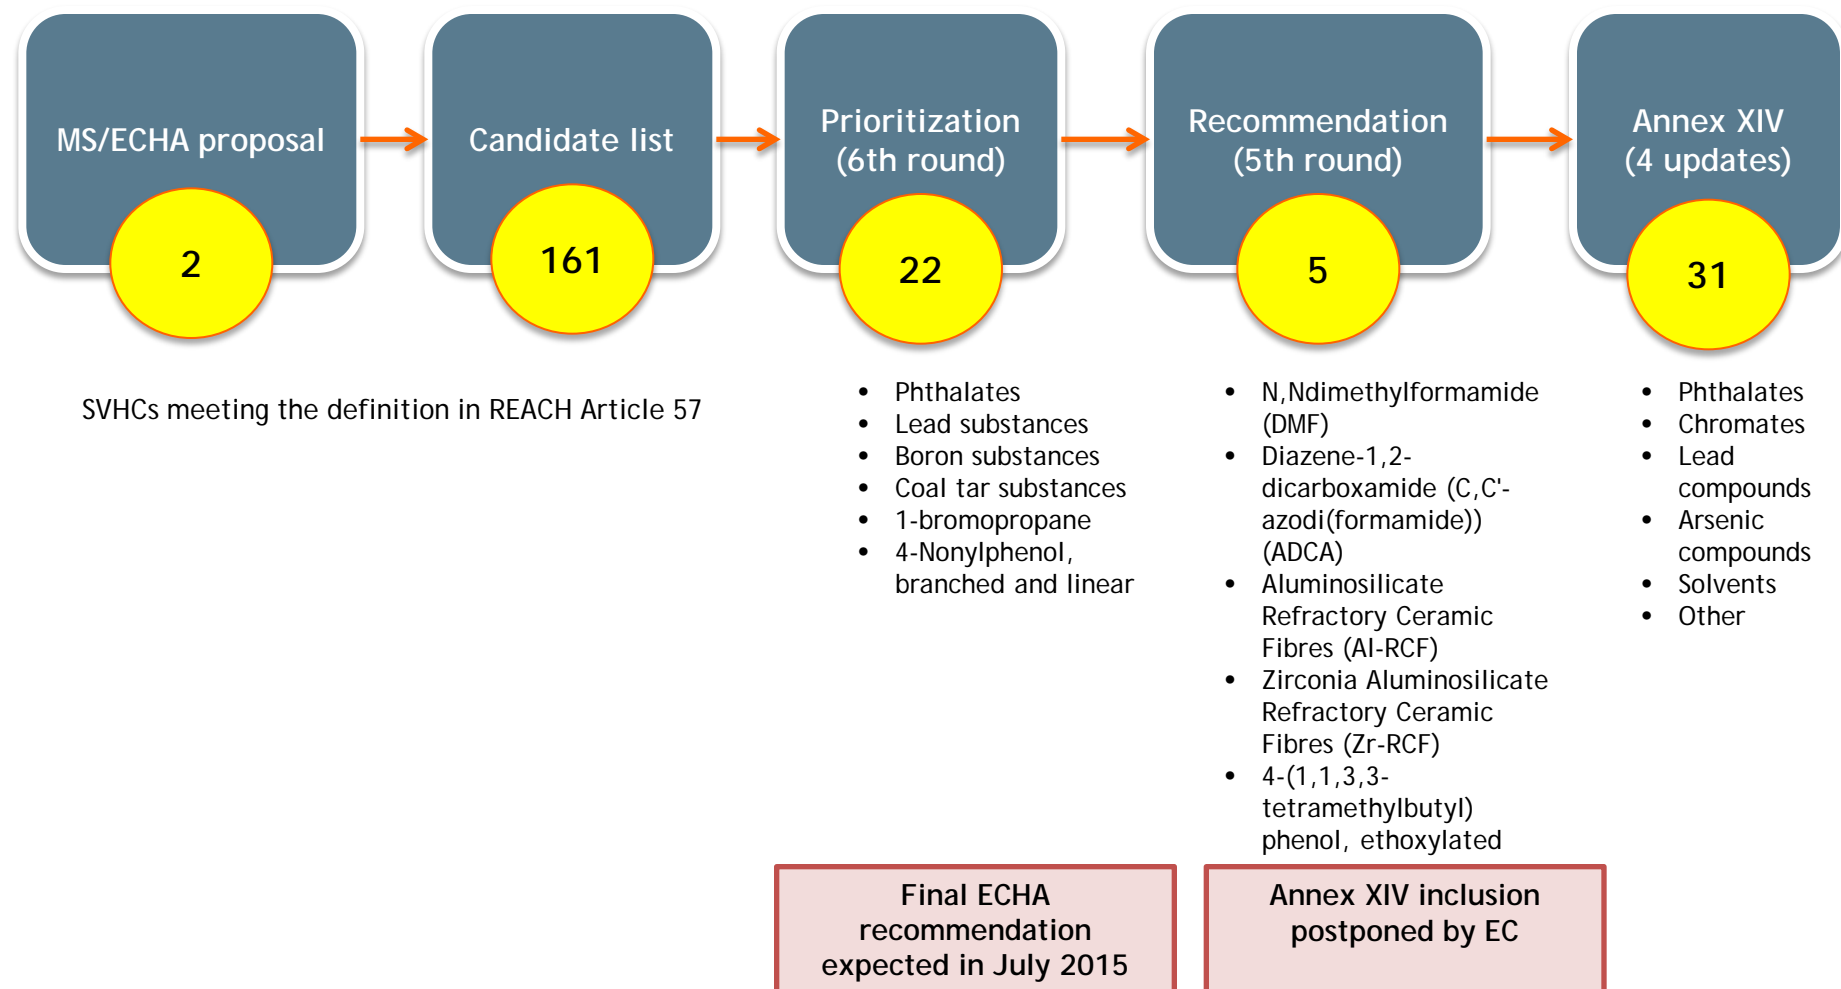 MS/ECHA proposal
2
Candidate list
161
Prioritization
(6th round)
22
Recommendation
(5th round)
5
Annex XIV
(4 updates)
31
SVHCs meeting the definition in REACH Article 57
• Phthalates
• Lead substances
• Boron substances
• Coal tar substances
• 1-bromopropane
• 4-Nonylphenol,
branched and linear
• N,Ndimethylformamide
(DMF)
• Diazene-1,2-
dicarboxamide (C,C'-
azodi(formamide))
(ADCA)
• Aluminosilicate
Refractory Ceramic
Fibres (Al-RCF)
• Zirconia Aluminosilicate
Refractory Ceramic
Fibres (Zr-RCF)
• 4-(1,1,3,3-
tetramethylbutyl)
phenol, ethoxylated
• Phthalates
• Chromates
• Lead
compounds
• Arsenic
compounds
• Solvents
• Other
Final ECHA
recommendation
expected in July 2015
Annex XIV inclusion
postponed by EC